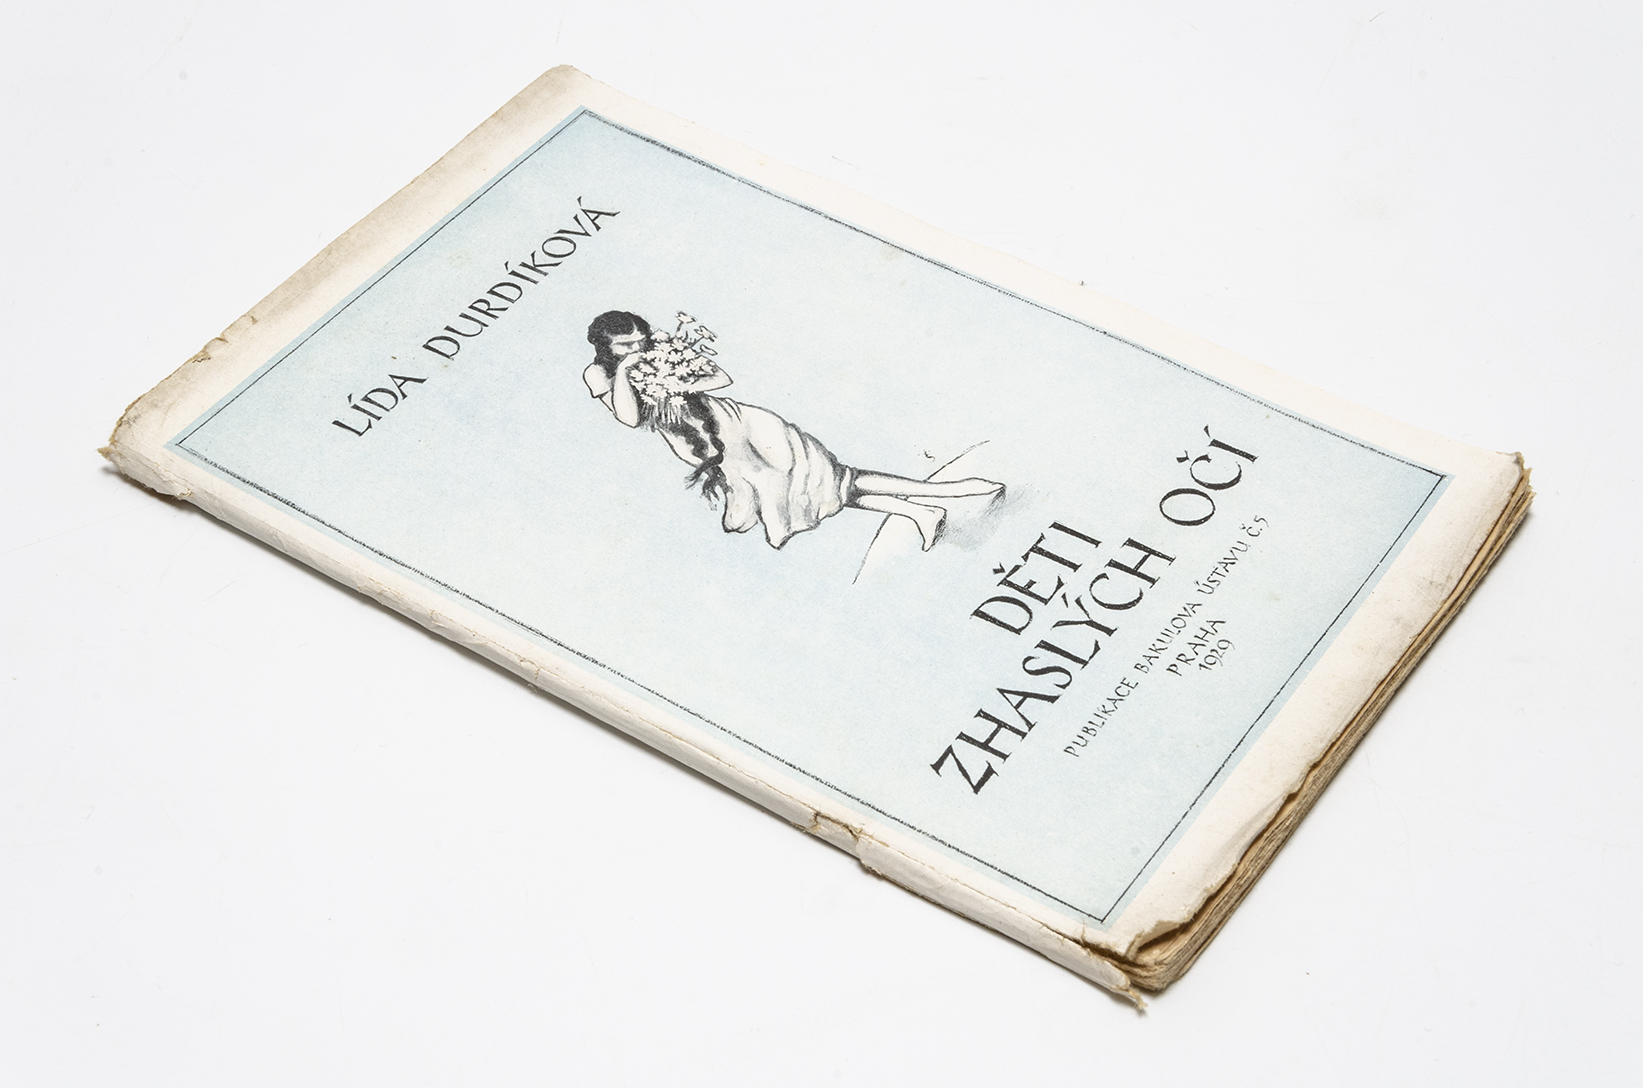 LÍDA DURDÍKOVÁ
DĚTI
ZHASLÝCH OČÍ
PUBLIKACE BAKULOVA ÚSTAVU Č.5
PRAHA
1929